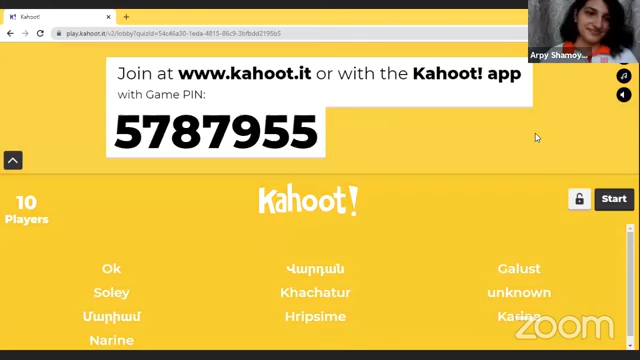 Kahoot!
play.kahoot.it/v2/lobby?quizId=54c46a30-1eda-4815-86c9-3bfbdd2195b5
Arpy Shamoy...
Join at www.kahoot.it or with the Kahoot! app
with Game PIN:
5787955
10
Players
Kahoot!
Start
Ok Վարդան Galust
Soley Khachatur unknown
Մարիամ Hripsime Karine
Narine
zoom